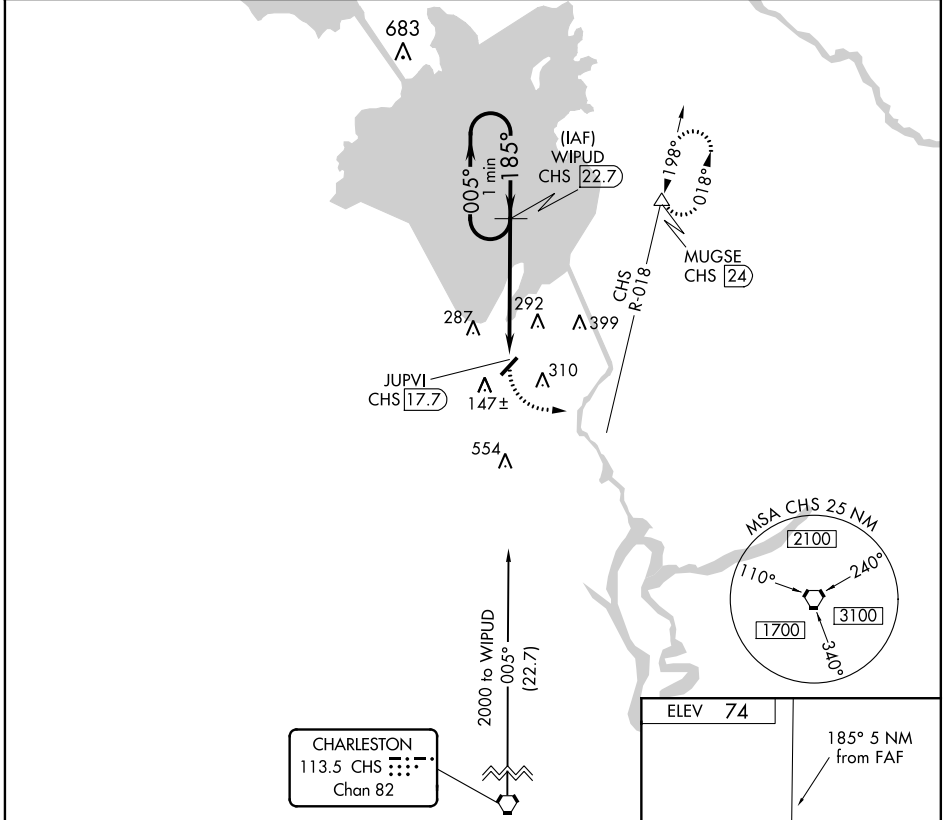 683
(IAF)
WIPUD
CHS 22.7
005°
1 min
185°
198°
018°
MUGSE
CHS 24
CHS
R-018
287
292
399
JUPVI
CHS 17.7
147±
310
554
MSA CHS 25 NM
2100
110°
240°
1700
3100
340°
2000 to WIPUD
005°
(22.7)
CHARLESTON
113.5 CHS
Chan 82
ELEV 74
185° 5 NM
from FAF